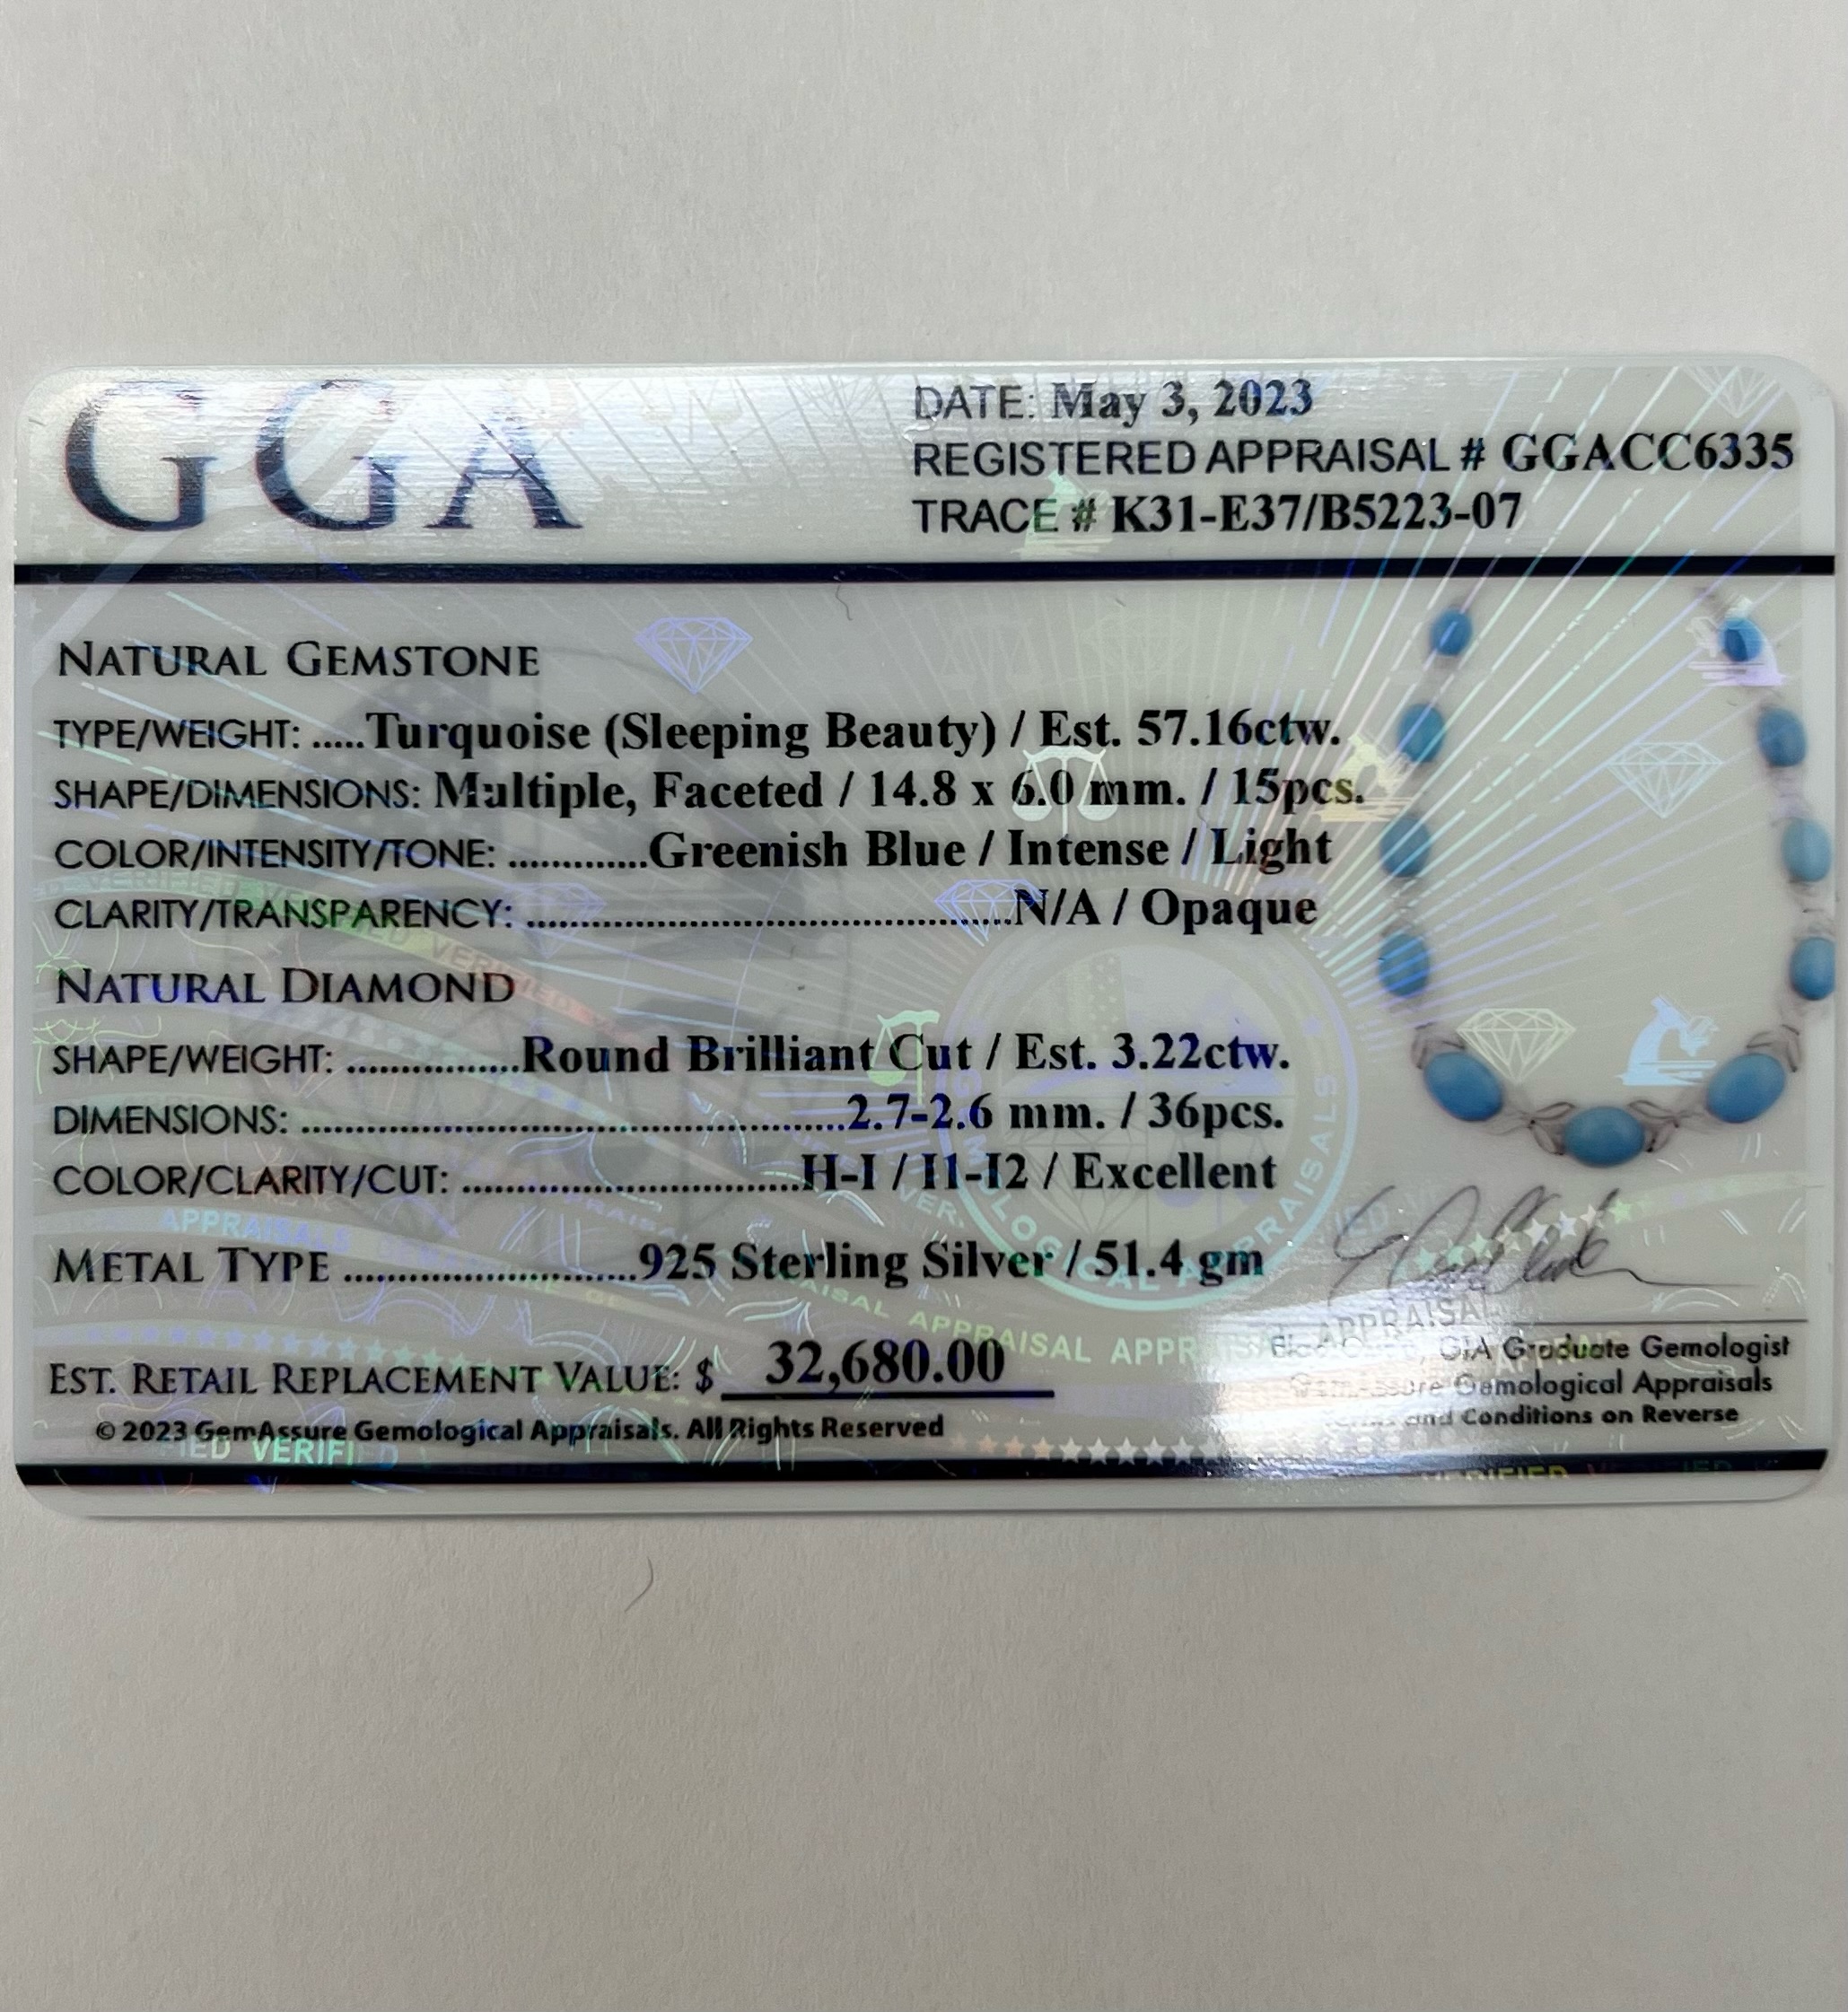 GGA
DATE: May 3, 2023
REGISTERED APPRAISAL # GGACC6335
TRACE # K31-E37/B5223-07
NATURAL GEMSTONE
TYPE/WEIGHT: .....Turquoise (Sleeping Beauty) / Est. 57.16ctw.
SHAPE/DIMENSIONS: Multiple, Faceted / 14.8 x 6.0 mm. / 15pcs.
COLOR/INTENSITY/TONE: .............Greenish Blue / Intense / Light
CLARITY/TRANSPARENCY: ..............................................N/A / Opaque
NATURAL DIAMOND
SHAPE/WEIGHT: ................Round Brilliant Cut / Est. 3.22ctw.
DIMENSIONS: ...................................................2.7-2.6 mm. / 36pcs.
COLOR/CLARITY/CUT: ................................H-I / I1-I2 / Excellent
METAL TYPE ...........................925 Sterling Silver / 51.4 gm
EST. RETAIL REPLACEMENT VALUE: $ 32,680.00
© 2023 GemAssure Gemological Appraisals. All Rights Reserved
GIA Graduate Gemologist
GemAssure Gemological Appraisals
Terms and Conditions on Reverse